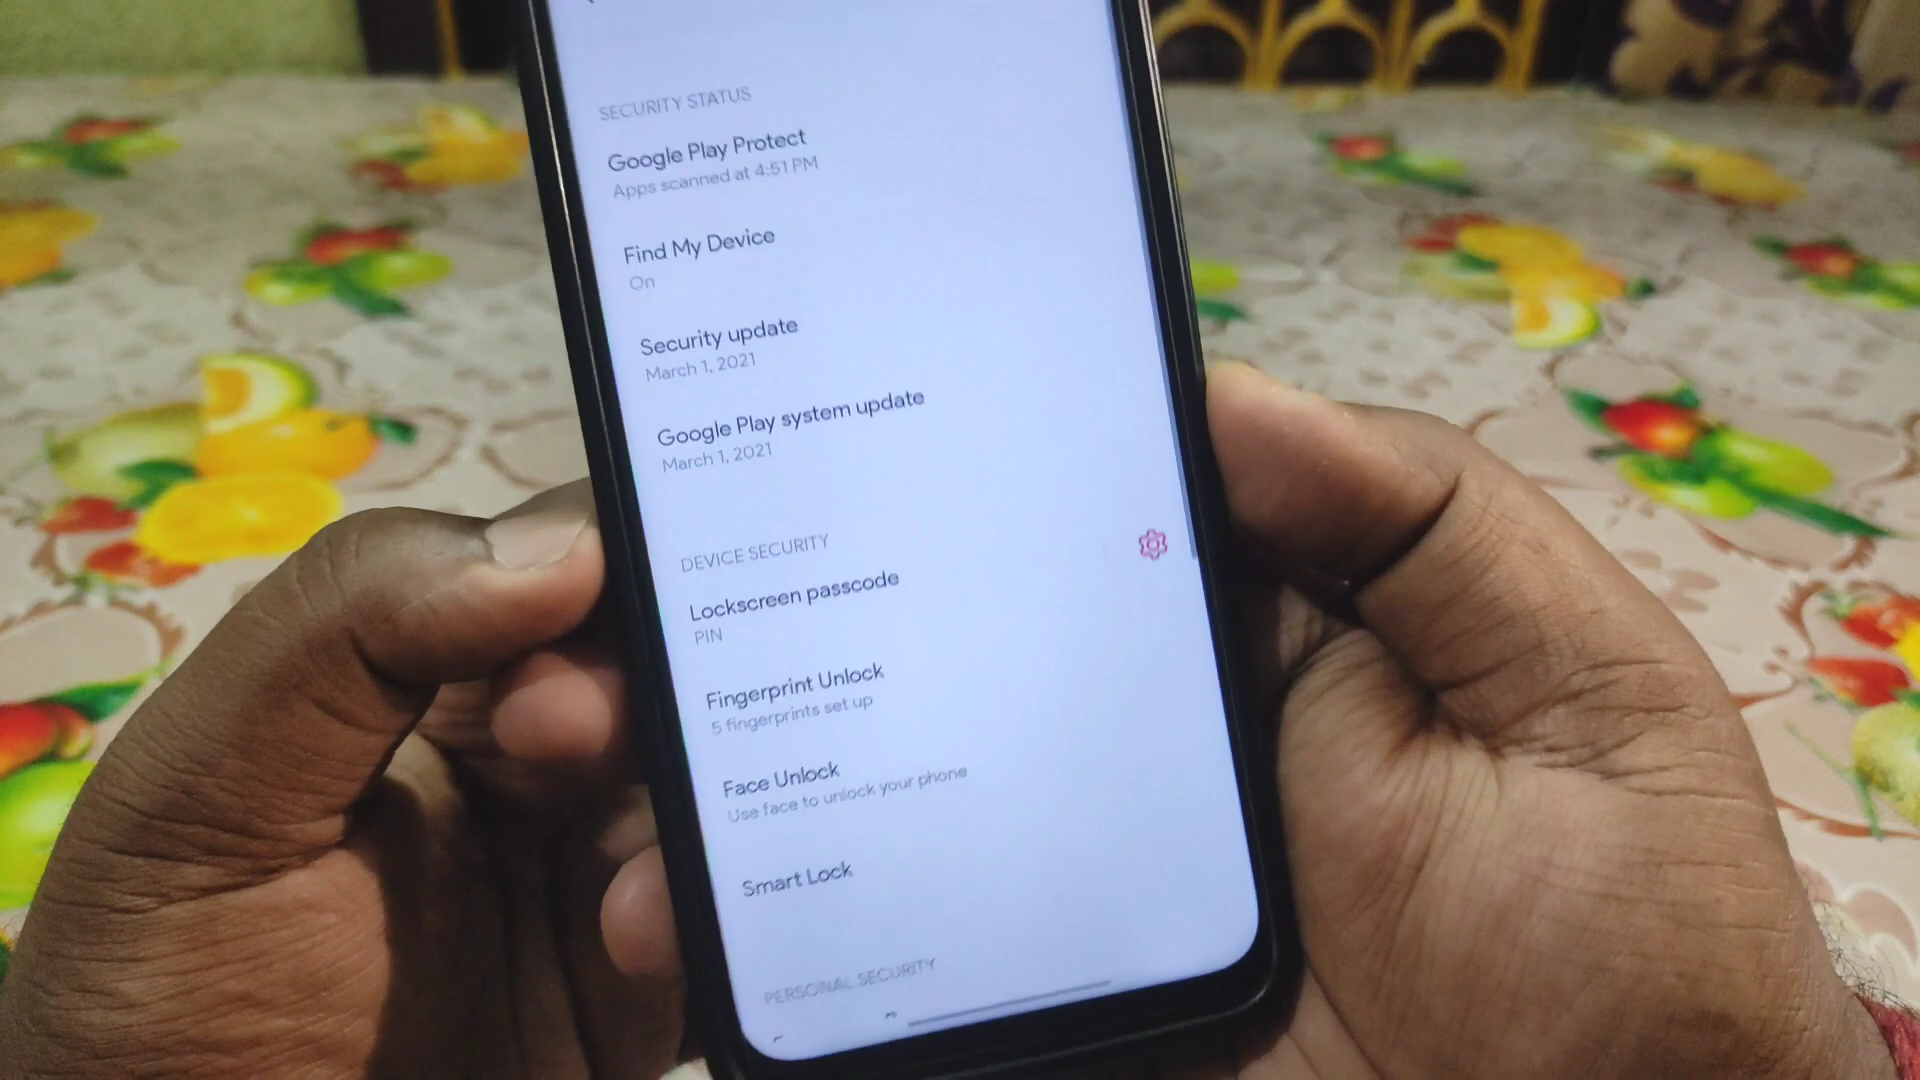 SECURITY STATUS
Google Play Protect
Apps scanned at 4:51 PM
Find My Device
On
Security update
March 1, 2021
Google Play system update
March 1, 2021
DEVICE SECURITY
Lockscreen passcode
PIN
Fingerprint Unlock
5 fingerprints set up
Face Unlock
Use face to unlock your phone
Smart Lock
PERSONAL SECURITY